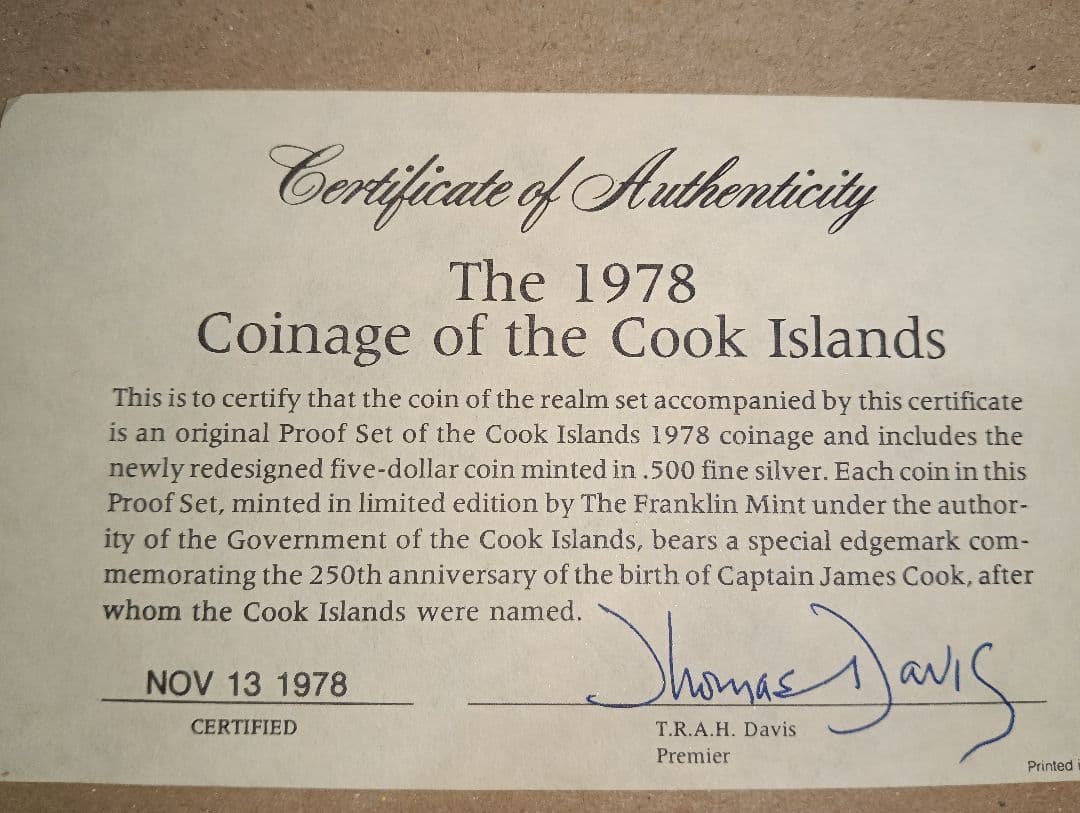 Certificate of Authenticity
The 1978
Coinage of the Cook Islands
This is to certify that the coin of the realm set accompanied by this certificate
is an original Proof Set of the Cook Islands 1978 coinage and includes the
newly redesigned five-dollar coin minted in .500 fine silver. Each coin in this
Proof Set, minted in limited edition by The Franklin Mint under the author-
ity of the Government of the Cook Islands, bears a special edgemark com-
memorating the 250th anniversary of the birth of Captain James Cook, after
whom the Cook Islands were named.
Thomas Davis
NOV 13 1978
CERTIFIED
T.R.A.H. Davis
Premier
Printed